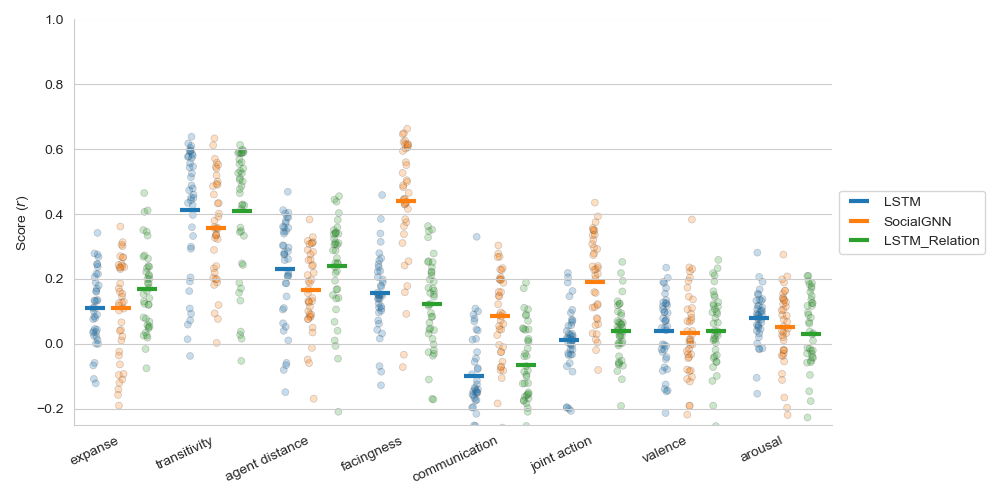 1.0
0.8
0.6
0.4
0.2
0.0
−0.2
Score (r)
expanse
transitivity
agent distance
facingness
communication
joint action
valence
arousal
LSTM
SocialGNN
LSTM_Relation